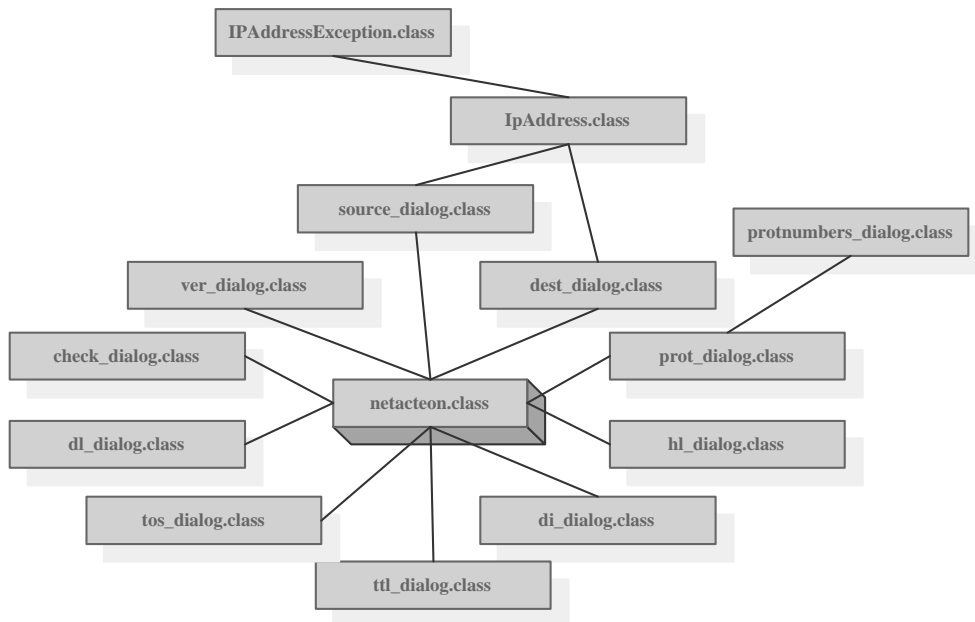 IPAddressException.class
IpAddress.class
source_dialog.class
protnumbers_dialog.class
ver_dialog.class
dest_dialog.class
check_dialog.class
prot_dialog.class
netacteon.class
dl_dialog.class
hl_dialog.class
tos_dialog.class
di_dialog.class
ttl_dialog.class